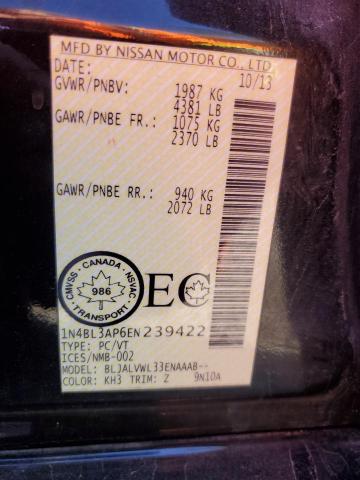 MFD BY NISSAN MOTOR CO., LTD.
DATE: 10/13
GVWR/PNBV: 1987 KG
4381 LB
GAWR/PNBE FR.: 1075 KG
2370 LB
GAWR/PNBE RR.: 940 KG
2072 LB
CANADA
CMVSS - NSVAC
986
TRANSPORT
EC
1N4BL3AP6EN239422
TYPE: PC/VT
ICES/NMB-002
MODEL: BLJALVWL33ENAAAB--
COLOR: KH3 TRIM: Z 9N10A